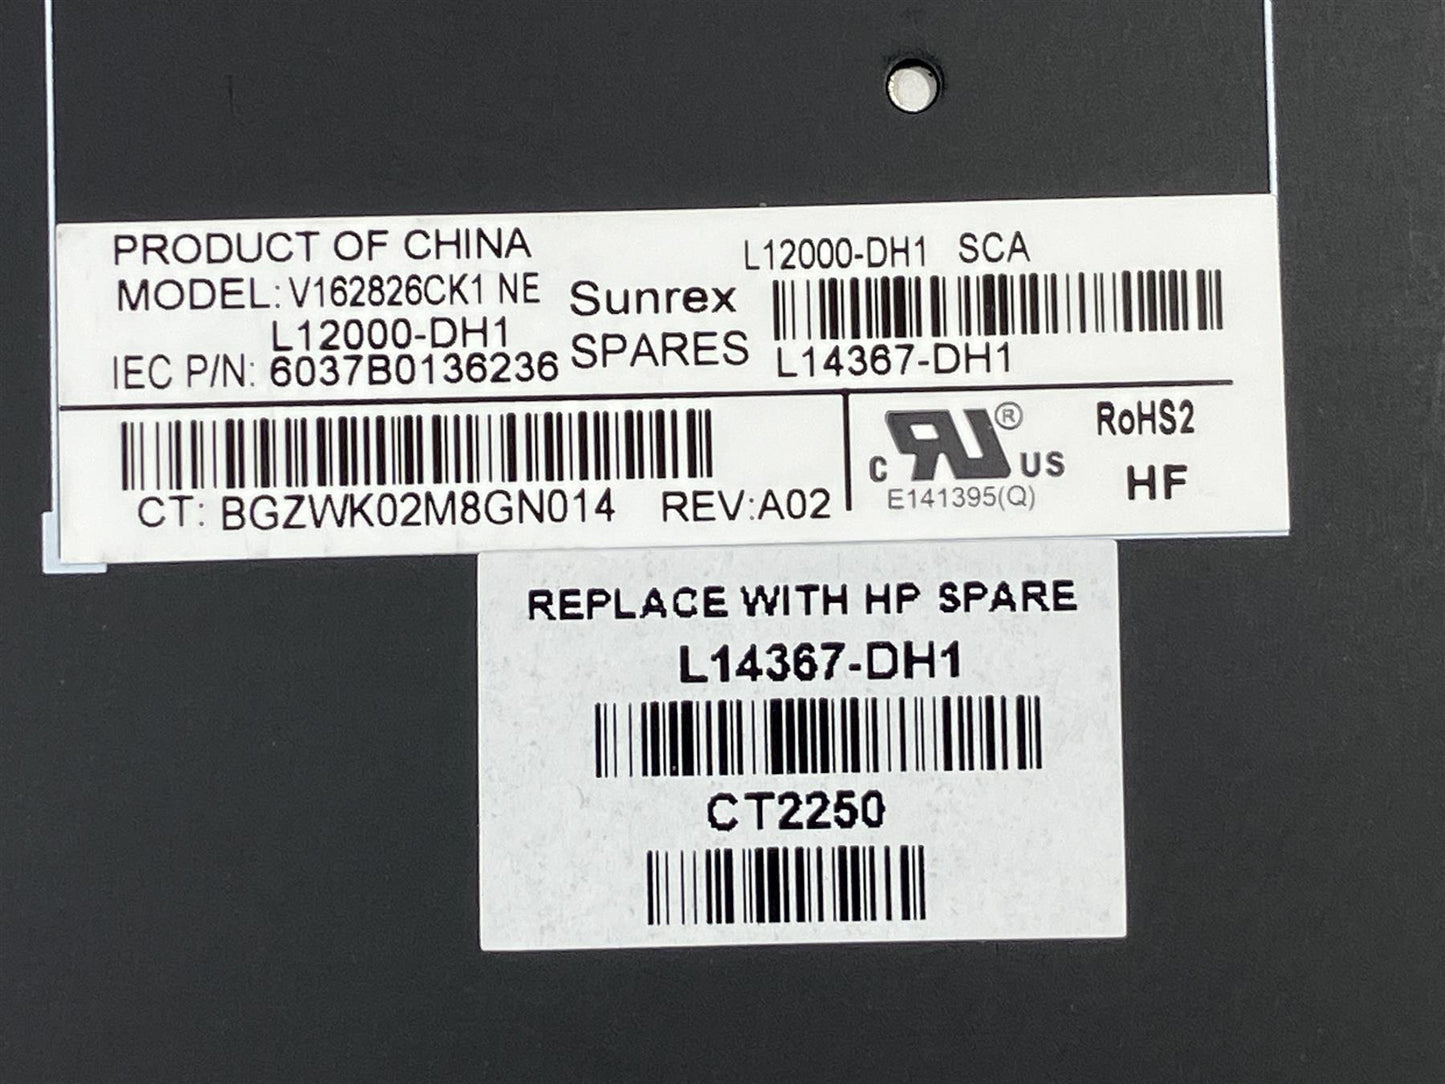 PRODUCT OF CHINA
MODEL: V162826CK1 NE
L12000-DH1
IEC P/N: 6037B0136236
Sunrex
SPARES
L12000-DH1 SCA
L14367-DH1
CT: BGZWK02M8GN014 REV:A02
C RU® US
E141395(Q)
RoHS2
HF
REPLACE WITH HP SPARE
L14367-DH1
CT2250